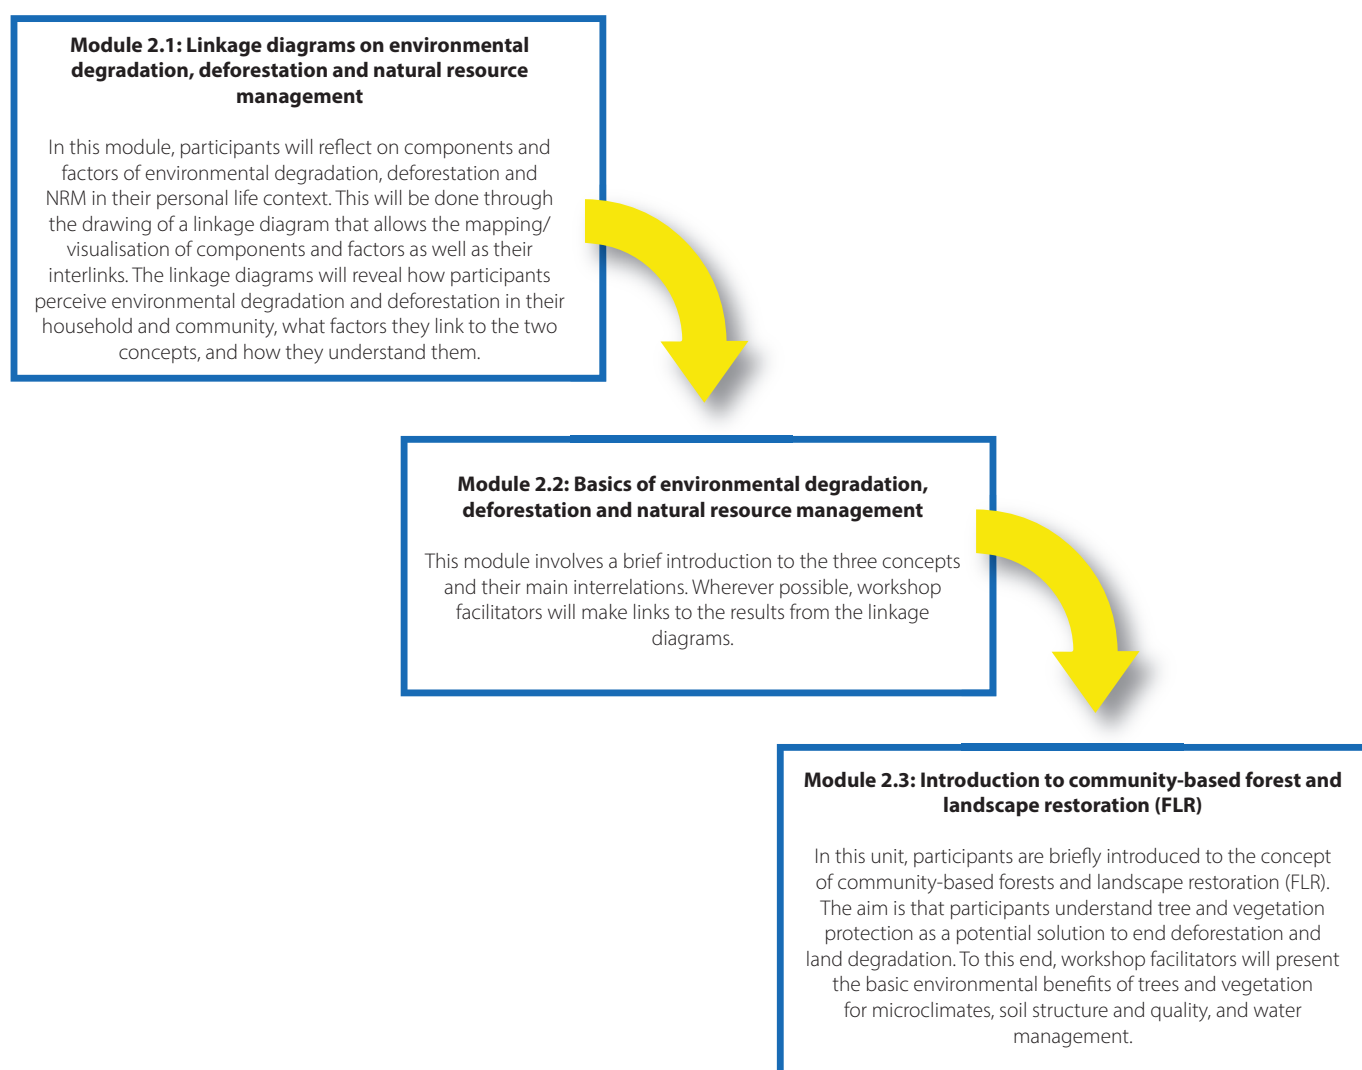 Module 2.1: Linkage diagrams on environmental
degradation, deforestation and natural resource
management
In this module, participants will reflect on components and
factors of environmental degradation, deforestation and
NRM in their personal life context. This will be done through
the drawing of a linkage diagram that allows the mapping/
visualisation of components and factors as well as their
interlinks. The linkage diagrams will reveal how participants
perceive environmental degradation and deforestation in their
household and community, what factors they link to the two
concepts, and how they understand them.
Module 2.2: Basics of environmental degradation,
deforestation and natural resource management
This module involves a brief introduction to the three concepts
and their main interrelations. Wherever possible, workshop
facilitators will make links to the results from the linkage
diagrams.
Module 2.3: Introduction to community-based forest and
landscape restoration (FLR)
In this unit, participants are briefly introduced to the concept
of community-based forests and landscape restoration (FLR).
The aim is that participants understand tree and vegetation
protection as a potential solution to end deforestation and
land degradation. To this end, workshop facilitators will present
the basic environmental benefits of trees and vegetation
for microclimates, soil structure and quality, and water
management.